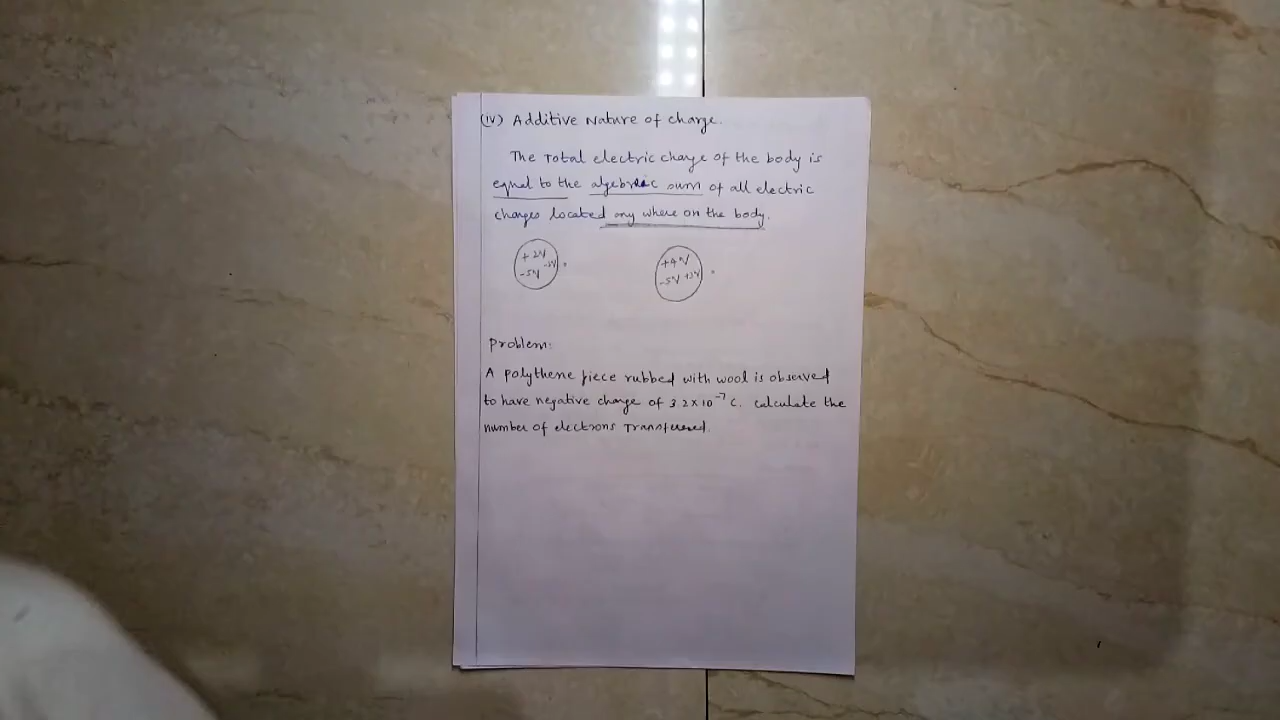 (iv) Additive Nature of charge.
The Total electric charge of the body is
equal to the algebraic sum of all electric
charges located any where on the body.
Problem:
A polythene piece rubbed with wool is observed
to have negative charge of 3.2x10⁻⁷ C. calculate the
number of electrons Transferred.